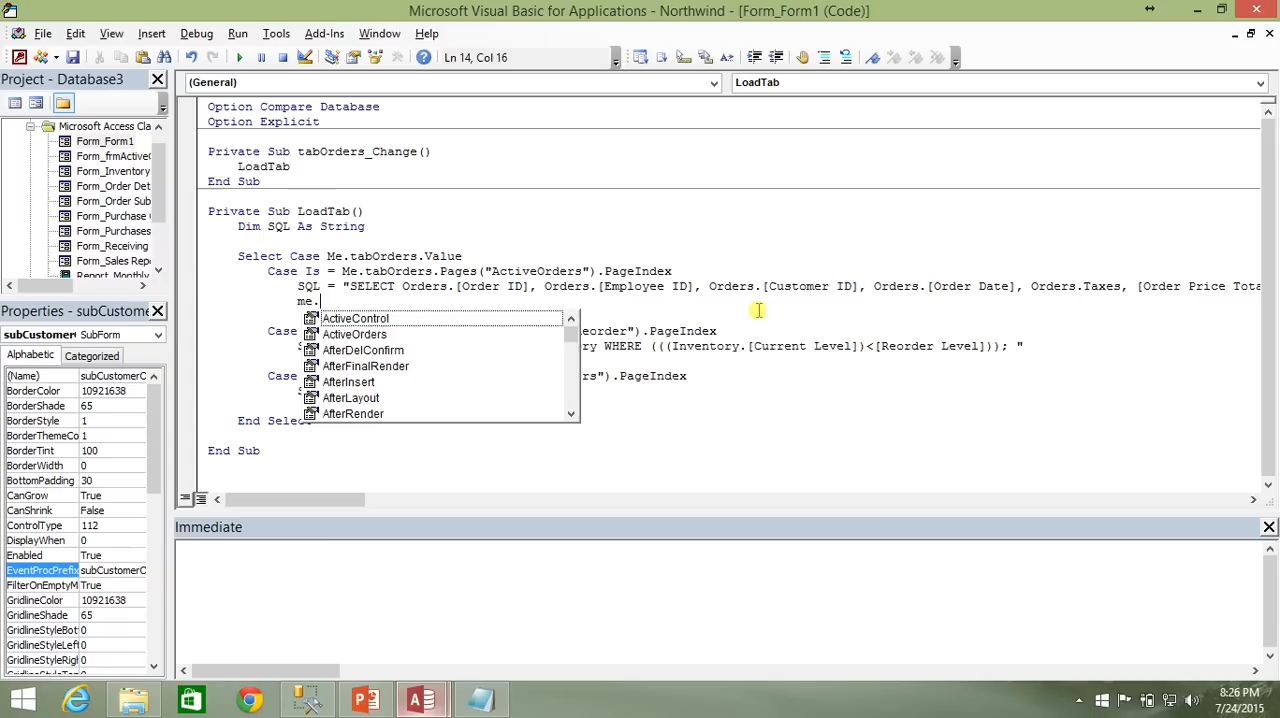 Microsoft Visual Basic for Applications - Northwind - [Form_Form1 (Code)]
File Edit View Insert Format Debug Run Tools Add-Ins Window Help
Ln 14, Col 16
Project - Database3
(General)
LoadTab
Microsoft Access Cla
Form_Form1
Form_frmActiveO
Form_Inventory
Form_Order Det
Form_Order Sub
Form_Purchase
Form_Purchases
Form_Receiving
Form_Sales Repo
Report_Monthly
Option Compare Database
Option Explicit
Private Sub tabOrders_Change()
LoadTab
End Sub
Private Sub LoadTab()
Dim SQL As String
Select Case Me.tabOrders.Value
Case Is = Me.tabOrders.Pages("ActiveOrders").PageIndex
SQL = "SELECT Orders.[Order ID], Orders.[Employee ID], Orders.[Customer ID], Orders.[Order Date], Orders.Taxes, [Order Price Tota
me.
ActiveControl
ActiveOrders
AfterDelConfirm
AfterFinalRender
AfterInsert
AfterLayout
AfterRender
Case eorder").PageIndex
S ry WHERE (((Inventory.[Current Level])<[Reorder Level])); "
Case rs").PageIndex
S
End Select
End Sub
Properties - subCustome
subCustomer SubForm
Alphabetic Categorized
(Name) subCustomerO
BorderColor 10921638
BorderShade 65
BorderStyle 1
BorderThemeCo 1
BorderTint 100
BorderWidth 0
BottomPadding 30
CanGrow True
CanShrink False
ControlType 112
DisplayWhen 0
Enabled True
EventProcPrefix subCustomerO
FilterOnEmptyM True
GridlineColor 10921638
GridlineShade 65
GridlineStyleBott 0
GridlineStyleLeft 0
GridlineStyleRig 0
Immediate
8:26 PM
7/24/2015